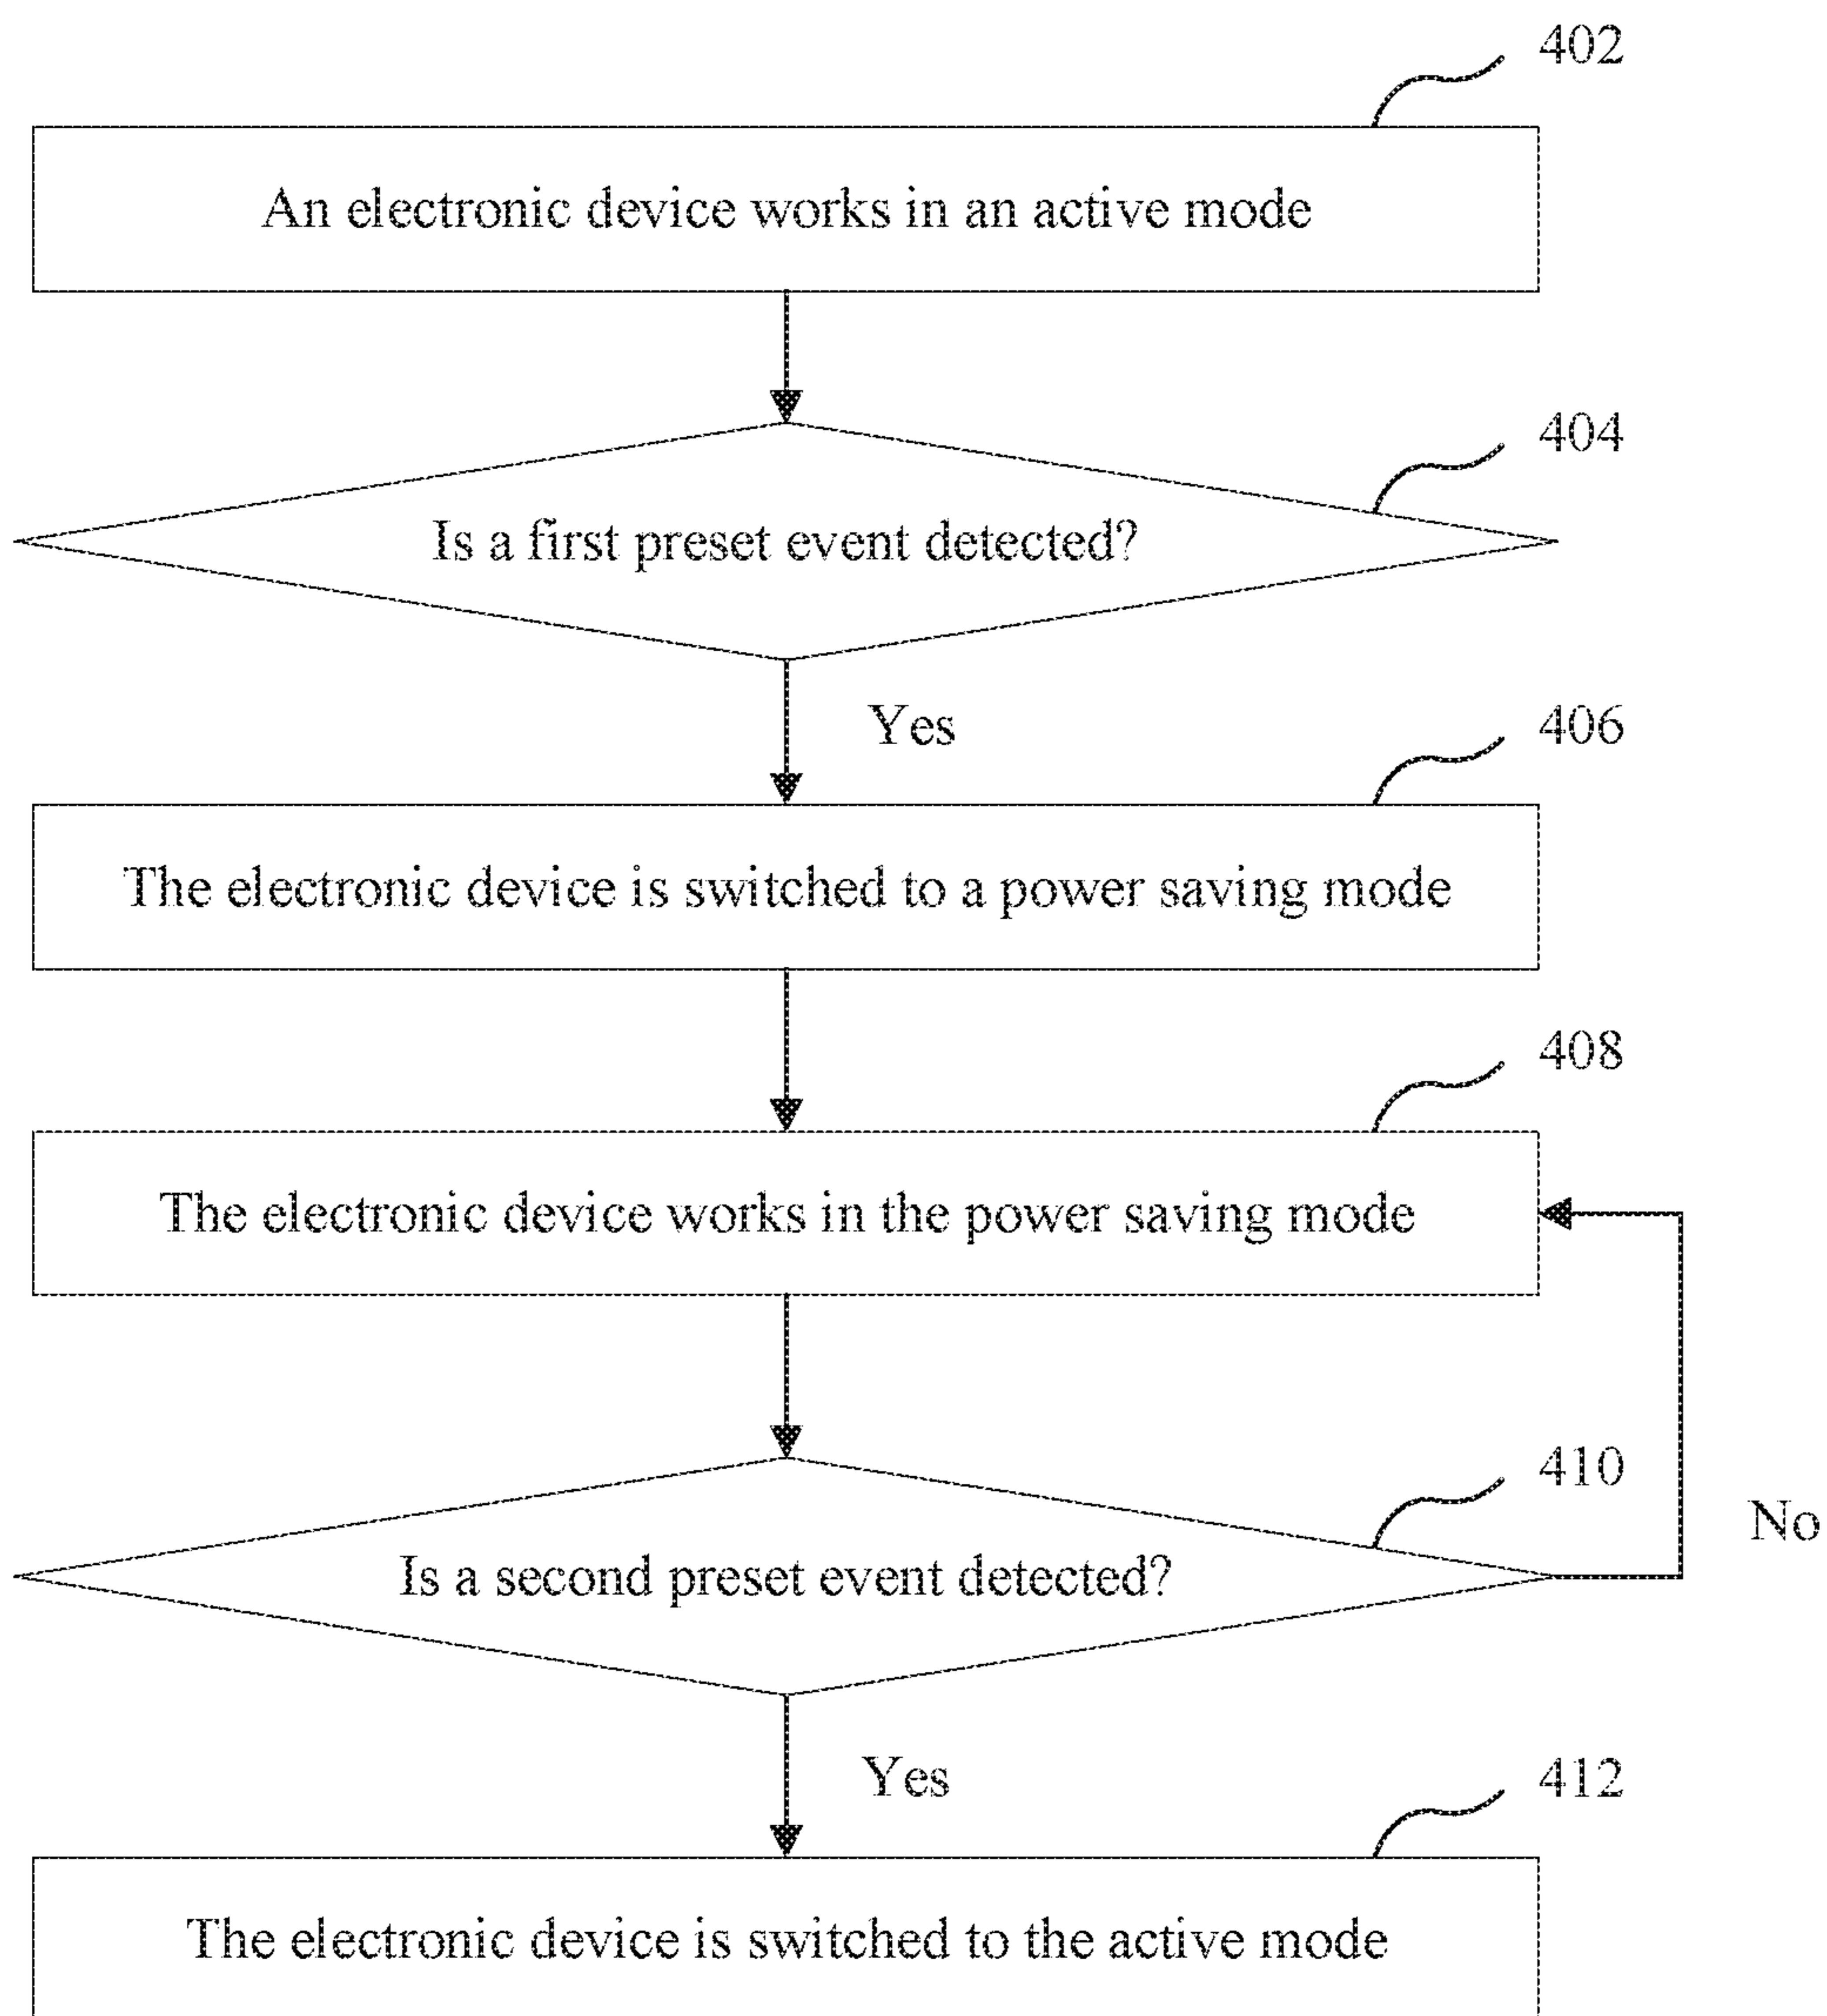 402
An electronic device works in an active mode
404
Is a first preset event detected?
Yes
406
The electronic device is switched to a power saving mode
408
The electronic device works in the power saving mode
410
No
Is a second preset event detected?
Yes
412
The electronic device is switched to the active mode